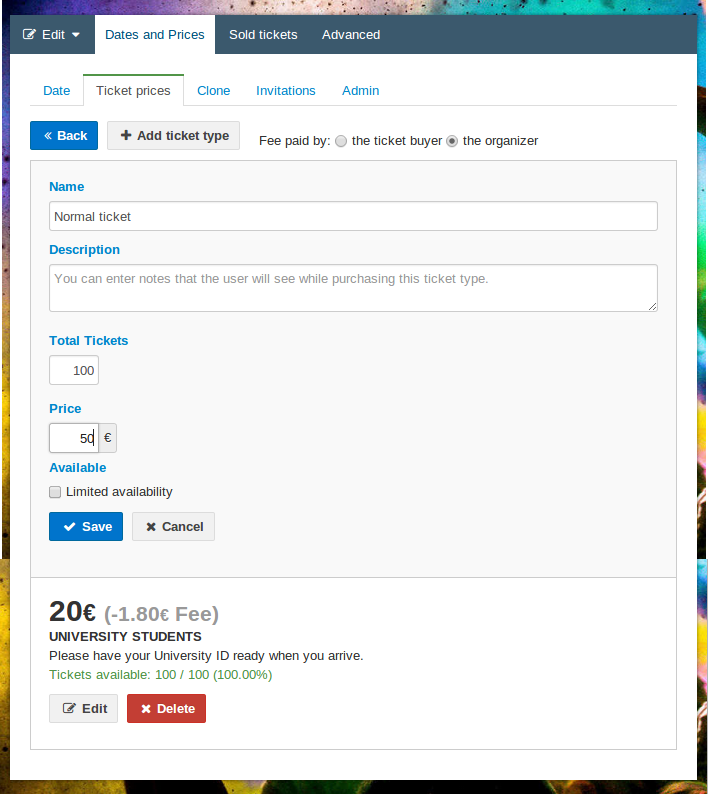 Edit Dates and Prices Sold tickets Advanced
Date Ticket prices Clone Invitations Admin
« Back + Add ticket type Fee paid by: the ticket buyer the organizer
Name
Normal ticket
Description
You can enter notes that the user will see while purchasing this ticket type.
Total Tickets
100
Price
50 €
Available
Limited availability
Save Cancel
20€ (-1.80€ Fee)
UNIVERSITY STUDENTS
Please have your University ID ready when you arrive.
Tickets available: 100 / 100 (100.00%)
Edit Delete